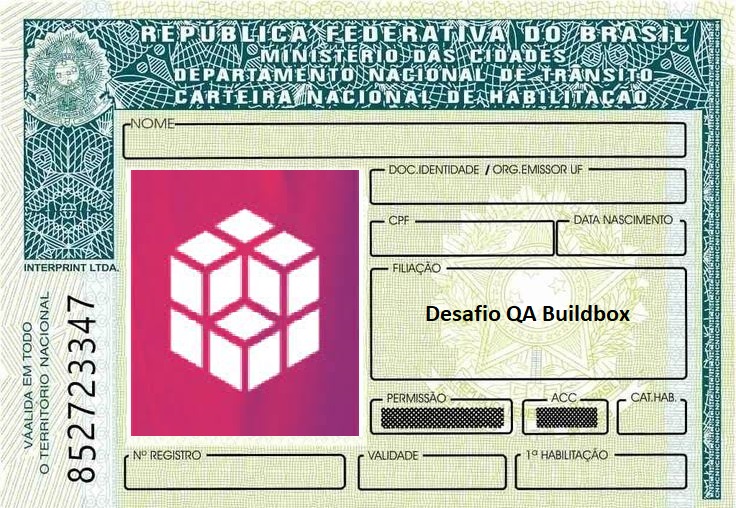 REPÚBLICA FEDERATIVA DO BRASIL
MINISTÉRIO DAS CIDADES
DEPARTAMENTO NACIONAL DE TRÂNSITO
CARTEIRA NACIONAL DE HABILITAÇÃO
NOME
DOC.IDENTIDADE / ORG.EMISSOR UF
CPF
DATA NASCIMENTO
FILIAÇÃO
Desafio QA Buildbox
PERMISSÃO
ACC
CAT.HAB.
Nº REGISTRO
VALIDADE
1ª HABILITAÇÃO
INTERPRINT LTDA.
VAALIDA EM TODO
O TERRITÓRIO NACIONAL
852723347